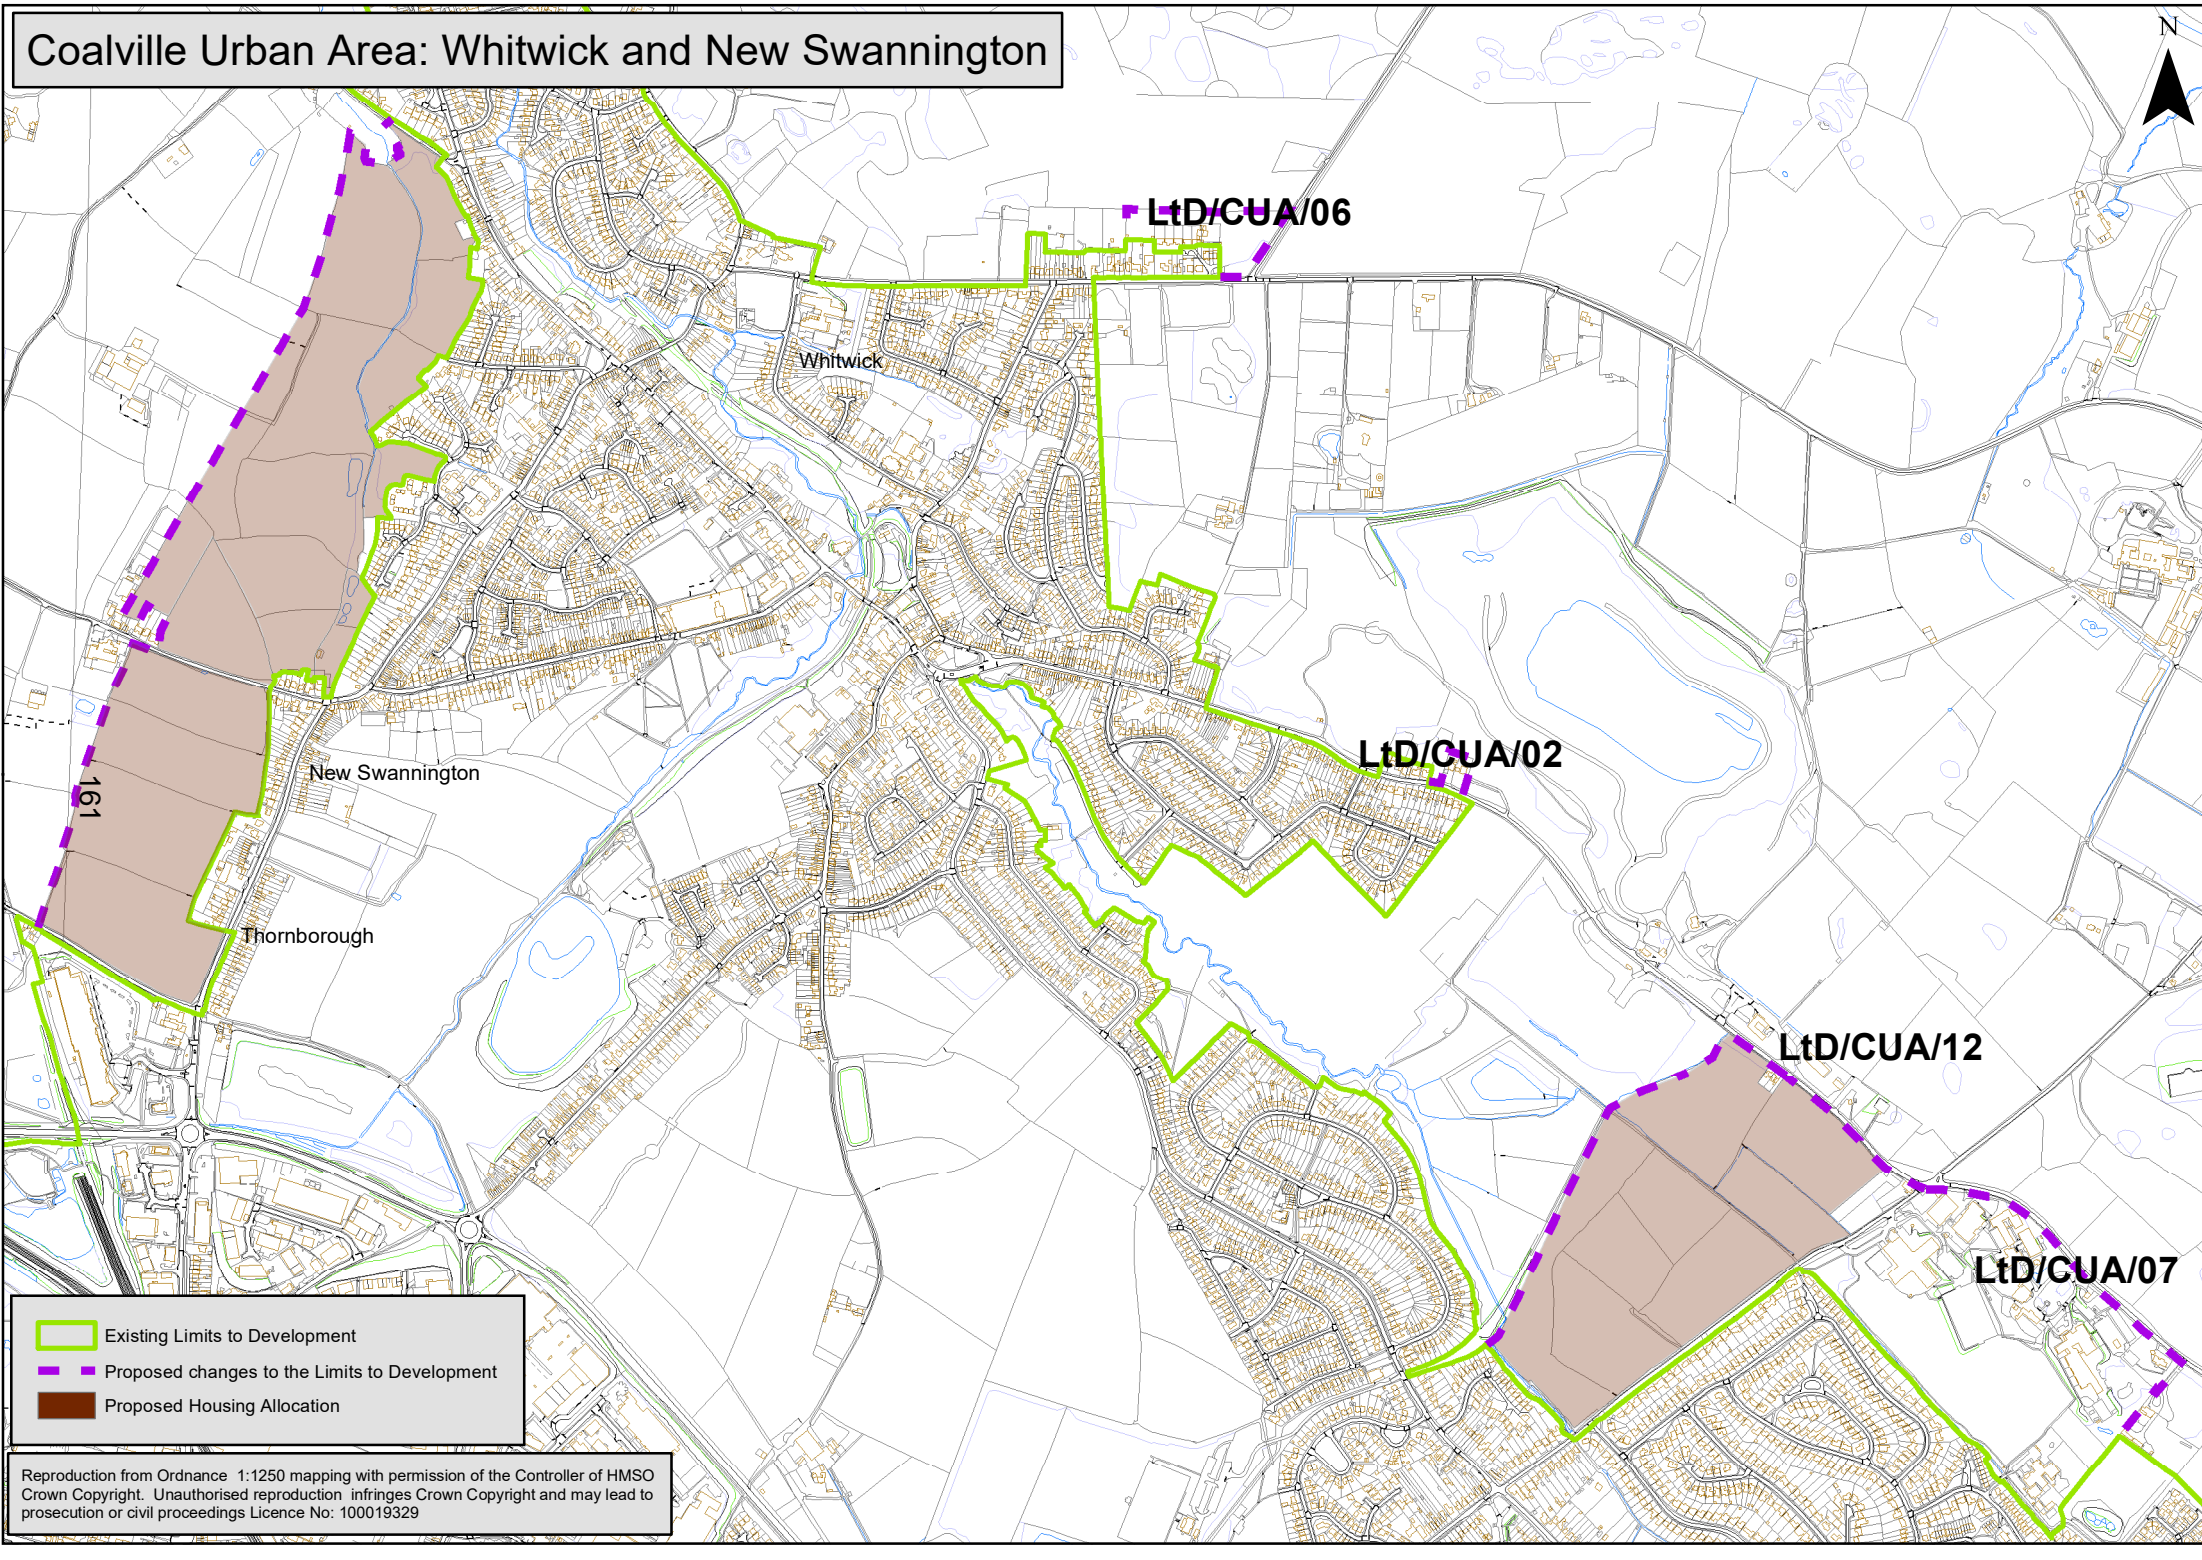 Coalville Urban Area: Whitwick and New Swannington
N
LtD/CUA/06
Whitwick
LtD/CUA/02
161
New Swannington
Thornborough
LtD/CUA/12
LtD/CUA/07
Existing Limits to Development
Proposed changes to the Limits to Development
Proposed Housing Allocation
Reproduction from Ordnance 1:1250 mapping with permission of the Controller of HMSO
Crown Copyright. Unauthorised reproduction infringes Crown Copyright and may lead to
prosecution or civil proceedings Licence No: 100019329